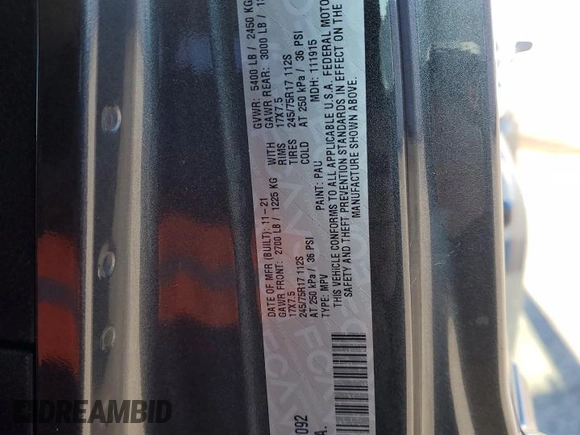 DATE OF MFR (BUILT): 11-21 GVWR: 5400 LB / 2450 KG
GAWR FRONT: 2700 LB / 1225 KG WITH GAWR REAR: 3000 LB /
17X7.5 RIMS 17X7.5
245/75R17 112S TIRES 245/75R17 112S
AT 250 kPa / 36 PSI COLD AT 250 kPa / 36 PSI
TYPE: MPV PAINT: PAU MDH: 111915
THIS VEHICLE CONFORMS TO ALL APPLICABLE U.S.A. FEDERAL MOTOR
SAFETY AND THEFT PREVENTION STANDARDS IN EFFECT ON THE
MANUFACTURE SHOWN ABOVE.
092
A.
DREAMBID